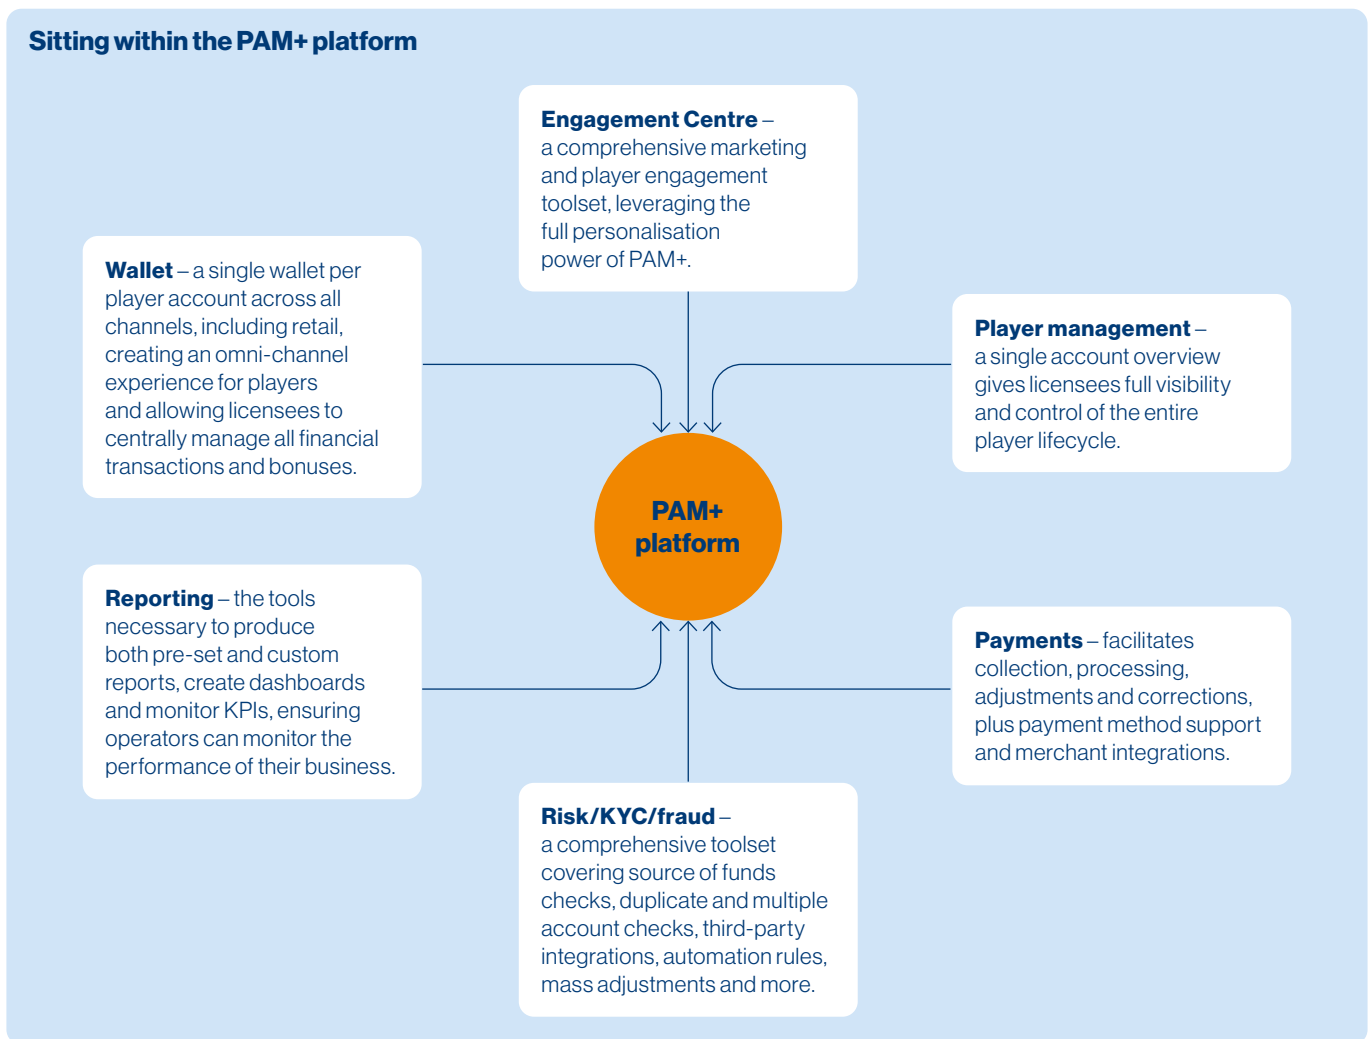 Sitting within the PAM+ platform
Engagement Centre –
a comprehensive marketing
and player engagement
toolset, leveraging the
full personalisation
power of PAM+.
Wallet – a single wallet per
player account across all
channels, including retail,
creating an omni-channel
experience for players
and allowing licensees to
centrally manage all financial
transactions and bonuses.
Player management –
a single account overview
gives licensees full visibility
and control of the entire
player lifecycle.
PAM+
platform
Reporting – the tools
necessary to produce
both pre-set and custom
reports, create dashboards
and monitor KPIs, ensuring
operators can monitor the
performance of their business.
Payments – facilitates
collection, processing,
adjustments and corrections,
plus payment method support
and merchant integrations.
Risk/KYC/fraud –
a comprehensive toolset
covering source of funds
checks, duplicate and multiple
account checks, third-party
integrations, automation rules,
mass adjustments and more.